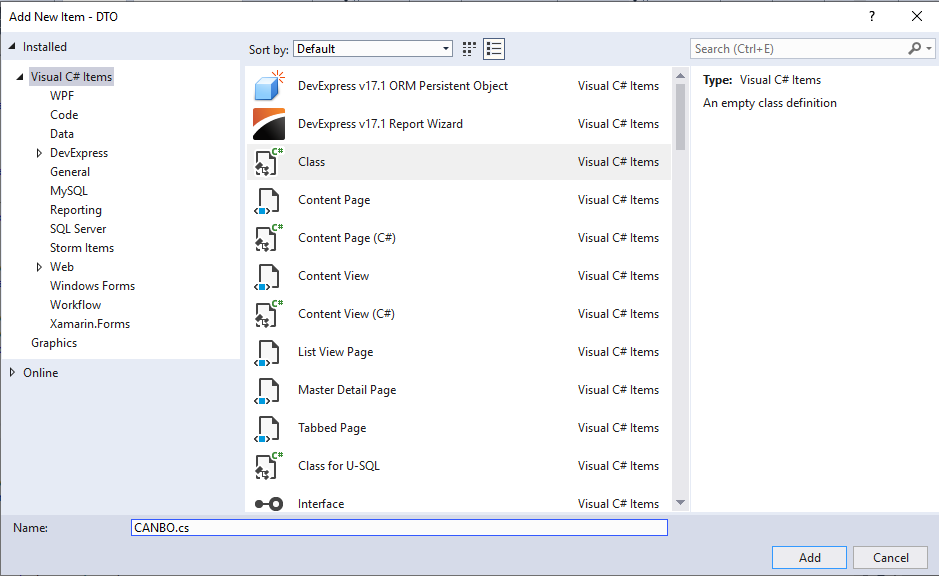 Add New Item - DTO
?
Installed
Sort by: Default
Search (Ctrl+E)
Visual C# Items
WPF
Code
Data
DevExpress
General
MySQL
Reporting
SQL Server
Storm Items
Web
Windows Forms
Workflow
Xamarin.Forms
Graphics
Online
DevExpress v17.1 ORM Persistent Object Visual C# Items
DevExpress v17.1 Report Wizard Visual C# Items
C# Class Visual C# Items
Content Page Visual C# Items
C# Content Page (C#) Visual C# Items
Content View Visual C# Items
C# Content View (C#) Visual C# Items
List View Page Visual C# Items
Master Detail Page Visual C# Items
Tabbed Page Visual C# Items
C# Class for U-SQL Visual C# Items
Interface Visual C# Items
Type: Visual C# Items
An empty class definition
Name: CANBO.cs
Add Cancel